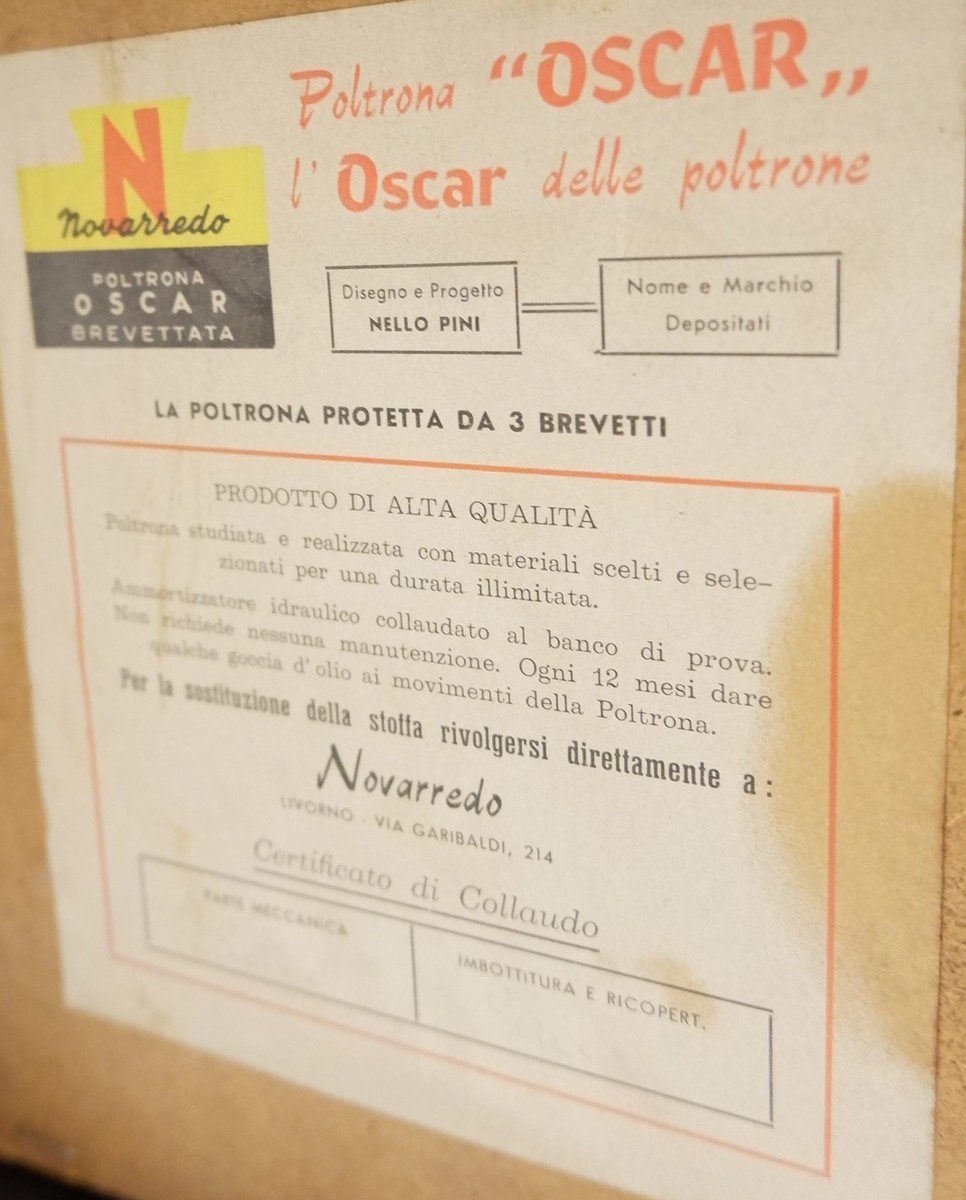 Poltrona "OSCAR„
l' Oscar delle poltrone
N
Novarredo
POLTRONA
OSCAR
BREVETTATA
Disegno e Progetto
NELLO PINI
Nome e Marchio
Depositati
LA POLTRONA PROTETTA DA 3 BREVETTI
PRODOTTO DI ALTA QUALITÀ
Poltrona studiata e realizzata con materiali scelti e sele-
zionati per una durata illimitata.
Ammortizzatore idraulico collaudato al banco di prova.
Non richiede nessuna manutenzione. Ogni 12 mesi dare
qualche goccia d'olio ai movimenti della Poltrona.
Per la sostituzione della stoffa rivolgersi direttamente a :
Novarredo
LIVORNO - VIA GARIBALDI, 214
Certificato di Collaudo
PARTE MECCANICA
IMBOTTITURA E RICOPERT.